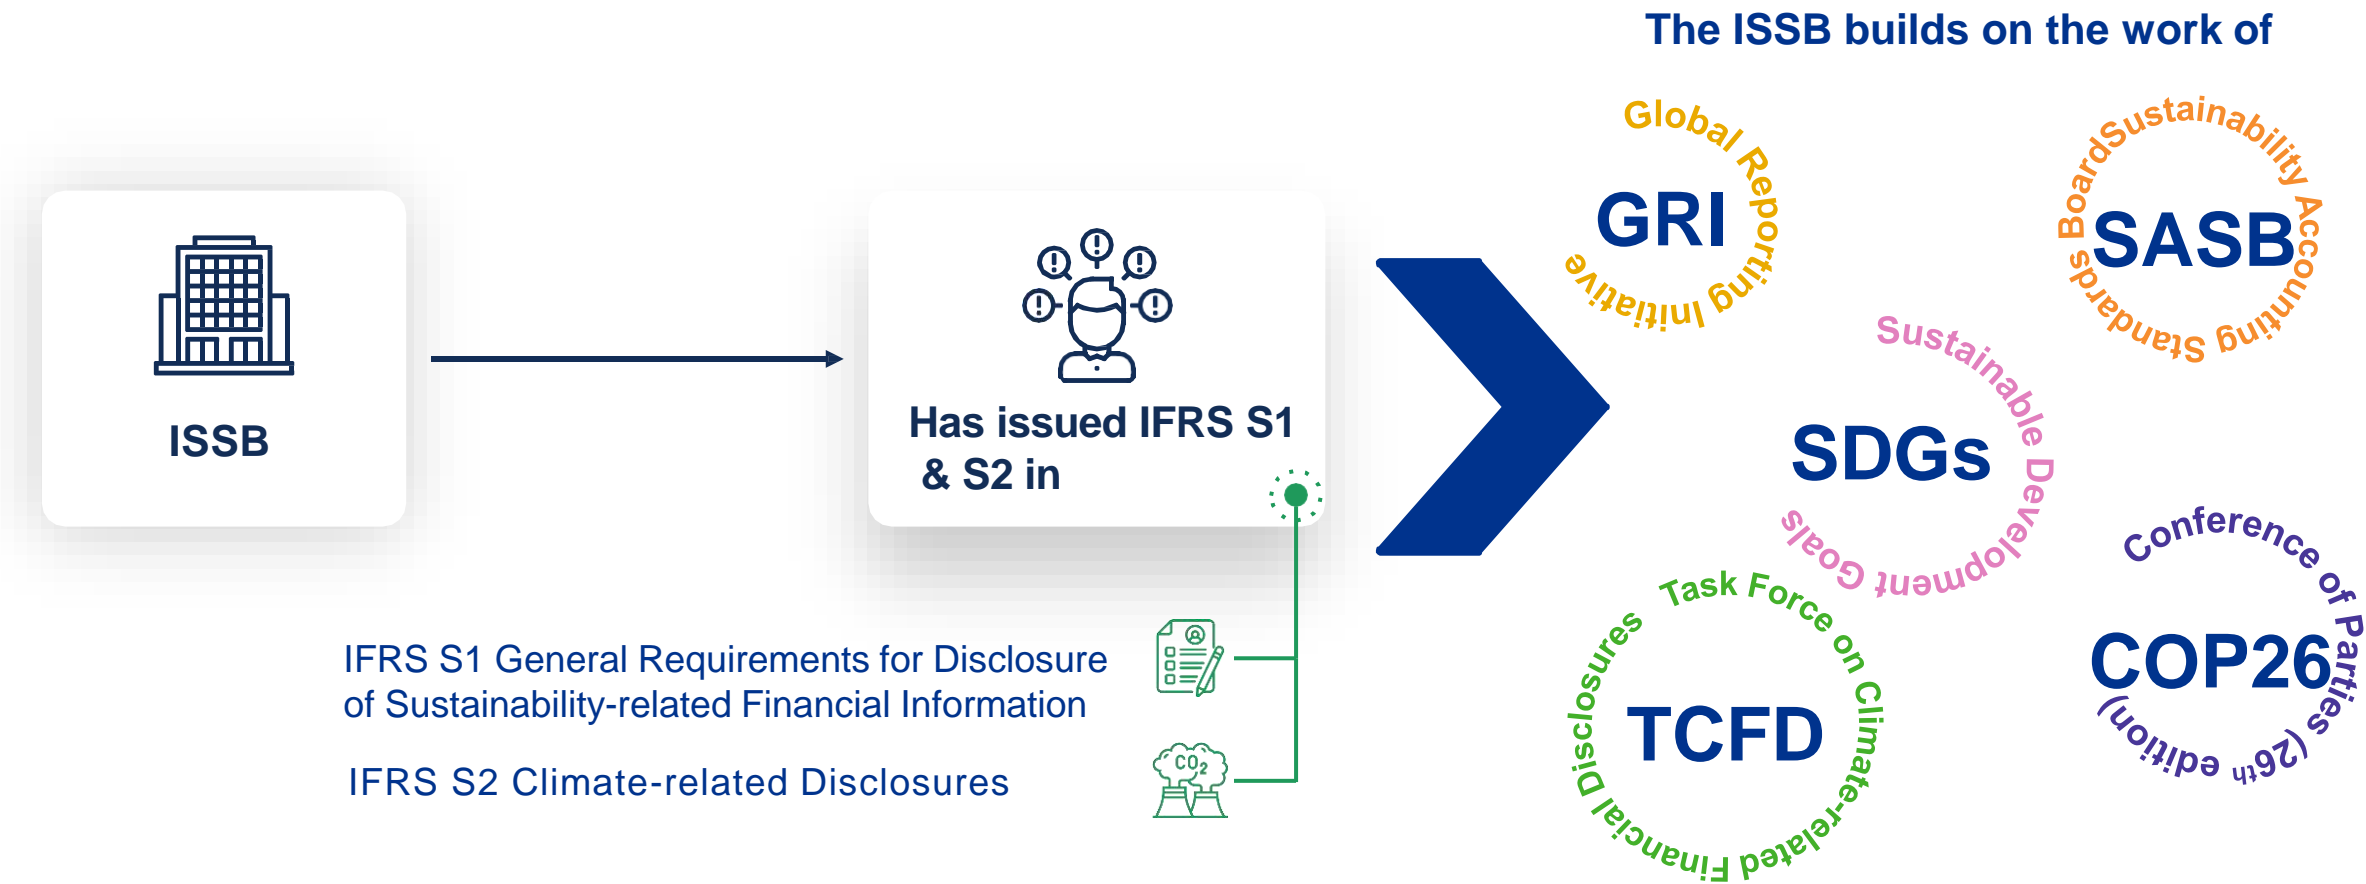 The ISSB builds on the work of
ISSB
Has issued IFRS S1
& S2 in
IFRS S1 General Requirements for Disclosure
of Sustainability-related Financial Information
CO2
IFRS S2 Climate-related Disclosures
Global Reporting Initiative
GRI
Sustainability Accounting Standards Board
SASB
Sustainable Development Goals
SDGs
Conference of Parties (26th edition)
COP26
Task Force on Climate-related Financial Disclosures
TCFD